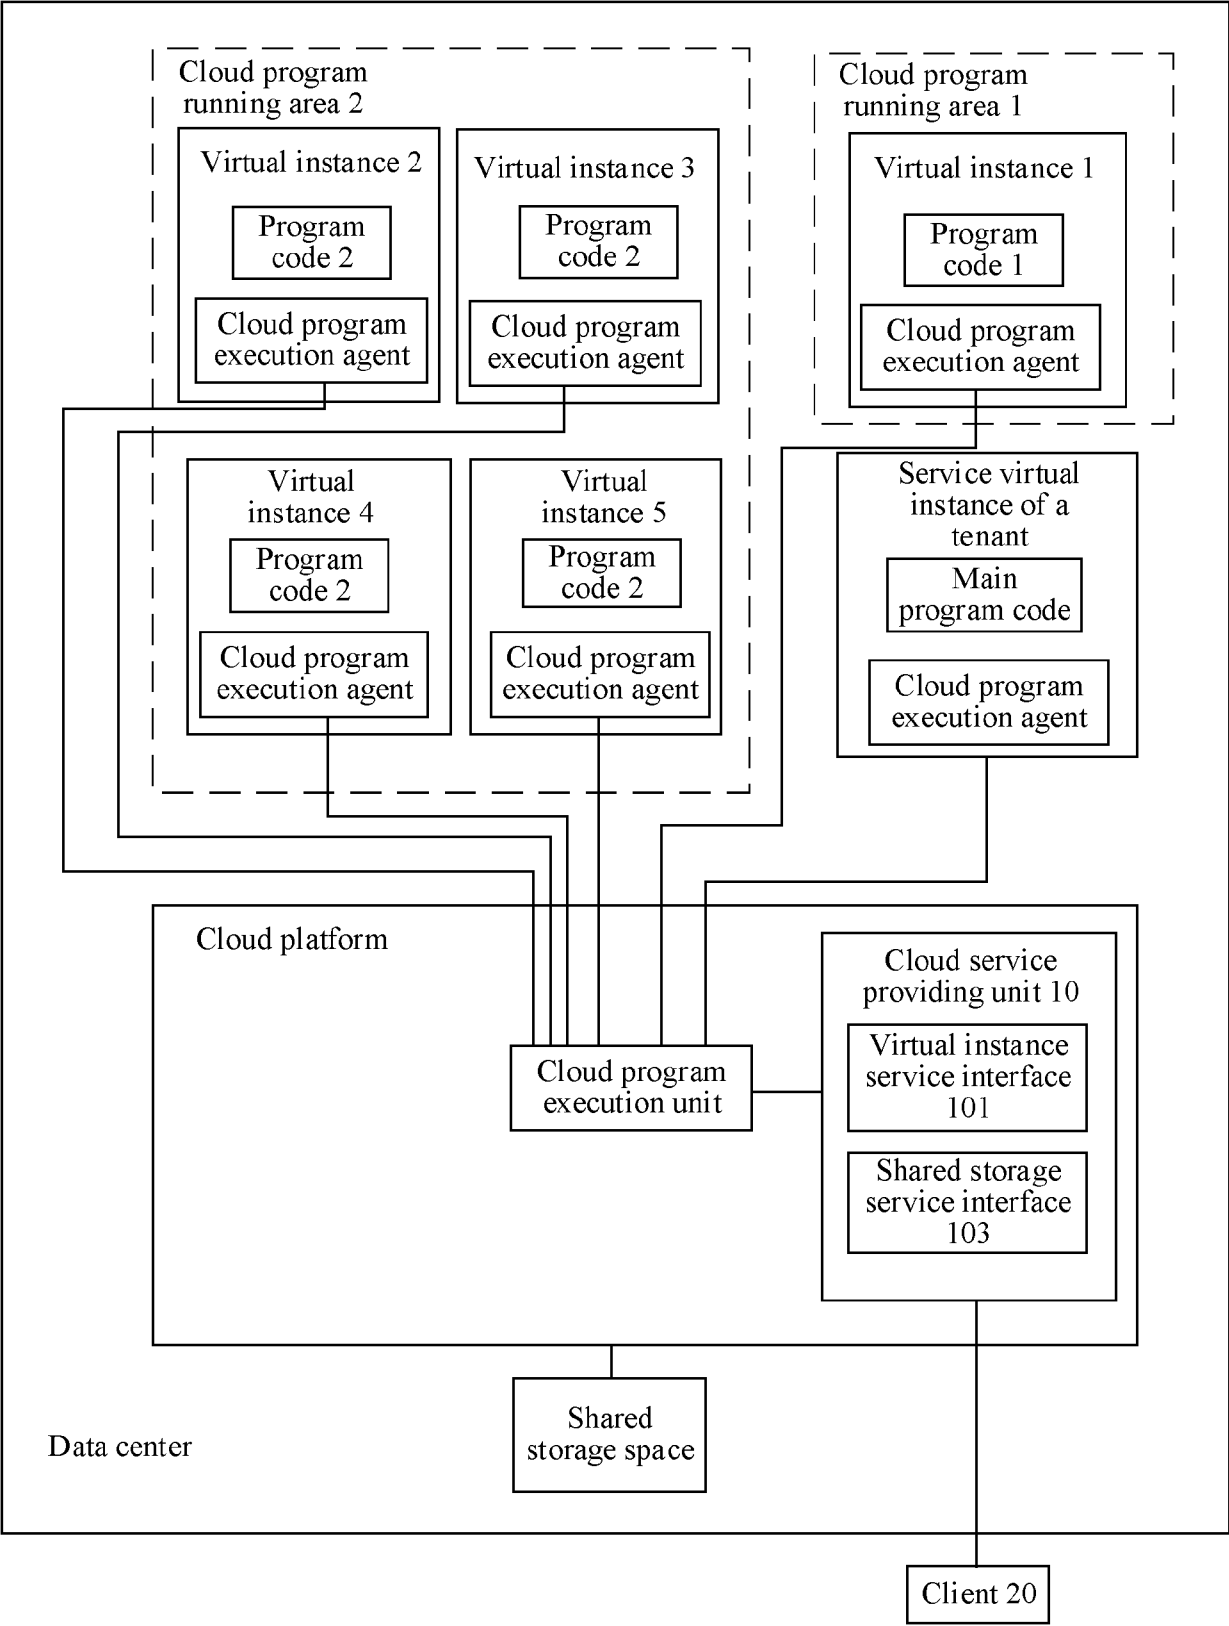 Cloud program
running area 2
Virtual instance 2
Program
code 2
Cloud program
execution agent
Virtual instance 3
Program
code 2
Cloud program
execution agent
Virtual
instance 4
Program
code 2
Cloud program
execution agent
Virtual
instance 5
Program
code 2
Cloud program
execution agent
Cloud program
running area 1
Virtual instance 1
Program
code 1
Cloud program
execution agent
Service virtual
instance of a
tenant
Main
program code
Cloud program
execution agent
Cloud platform
Cloud program
execution unit
Cloud service
providing unit 10
Virtual instance
service interface
101
Shared storage
service interface
103
Shared
storage space
Data center
Client 20